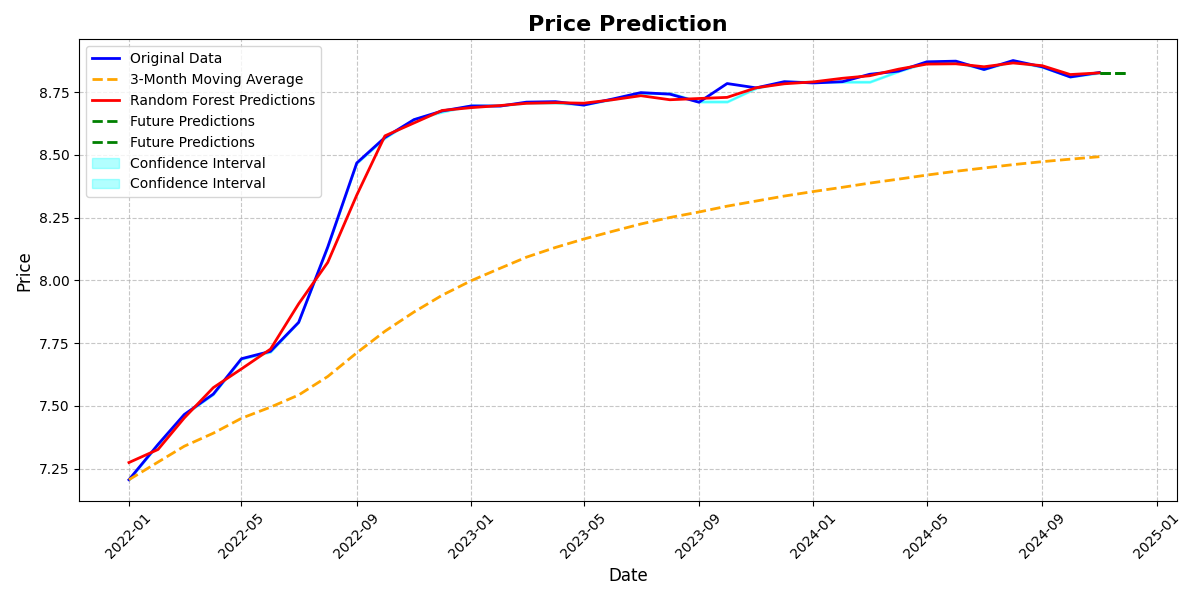 Price Prediction
Original Data
3-Month Moving Average
Random Forest Predictions
Future Predictions
Future Predictions
Confidence Interval
Confidence Interval
Price
8.75
8.50
8.25
8.00
7.75
7.50
7.25
2022-01
2022-05
2022-09
2023-01
2023-05
2023-09
2024-01
2024-05
2024-09
2025-01
Date